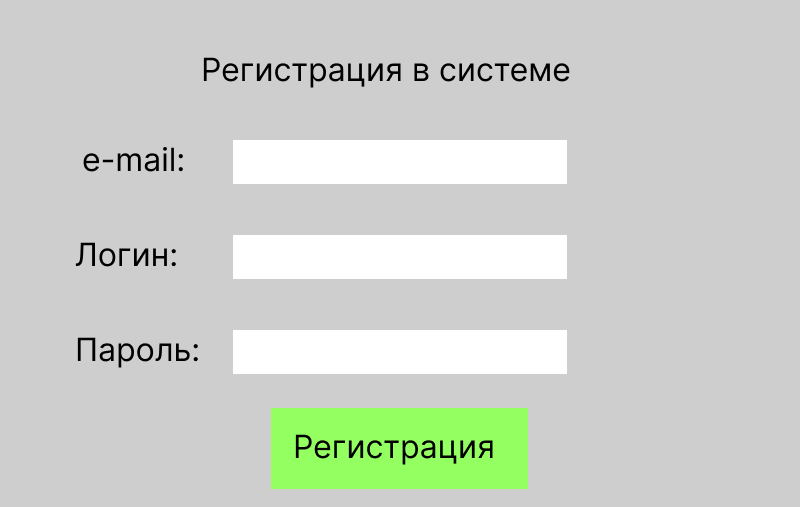 Регистрация в системе
e-mail:
Логин:
Пароль:
Регистрация